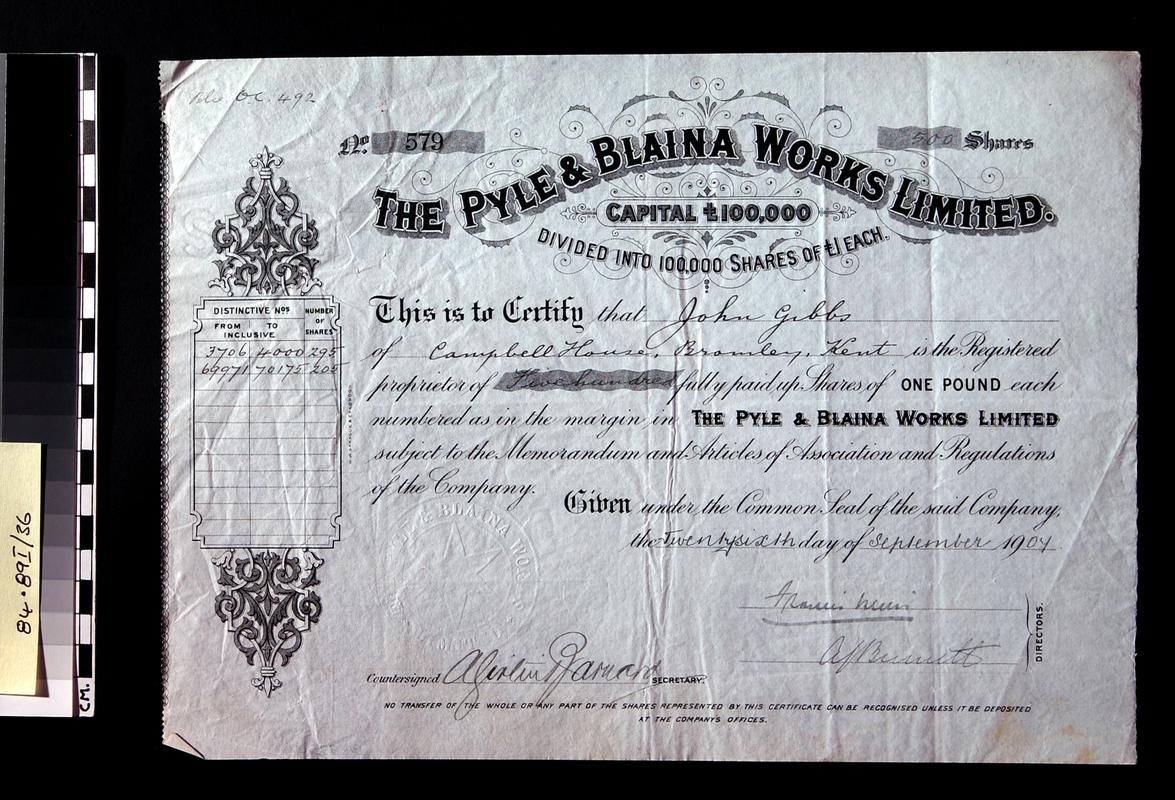 O.C. 492
No. 579
500 Shares
THE PYLE & BLAINA WORKS LIMITED.
CAPITAL £100,000
DIVIDED INTO 100,000 SHARES OF £1 EACH.
DISTINCTIVE Nos NUMBER OF SHARES
FROM TO
INCLUSIVE
3706 4000 295
69971 70175 205
This is to Certify that John Gibbs
of Campbell House, Bromley, Kent is the Registered
proprietor of Five hundred fully paid up Shares of ONE POUND each
numbered as in the margin in THE PYLE & BLAINA WORKS LIMITED
subject to the Memorandum and Articles of Association and Regulations
of the Company.
Given under the Common Seal of the said Company,
the Twenty sixth day of September 1904
& BLAINA WOR
Francis
DIRECTORS.
Countersigned Barnard SECRETARY.
NO TRANSFER OF THE WHOLE OR ANY PART OF THE SHARES REPRESENTED BY THIS CERTIFICATE CAN BE RECOGNISED UNLESS IT BE DEPOSITED
AT THE COMPANY'S OFFICES.
84.89I/36
CM.